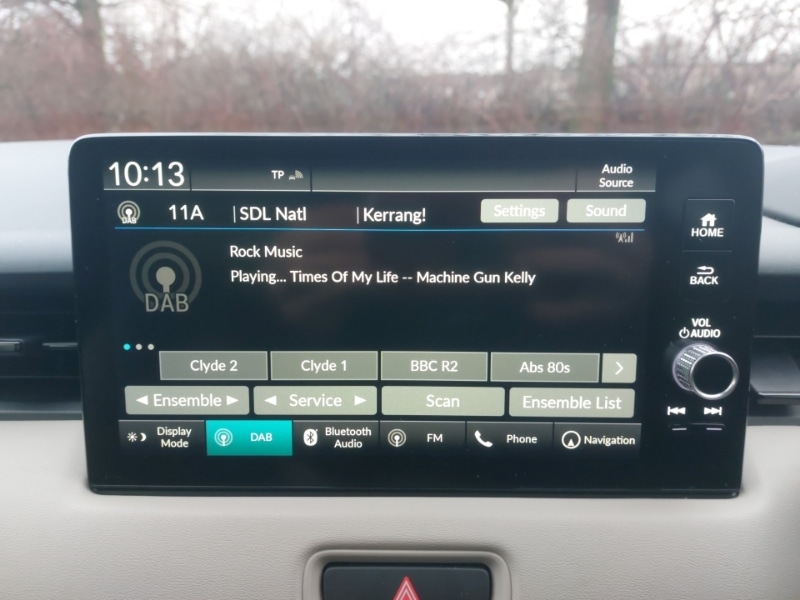 10:13 TP Audio Source
DAB 11A | SDL Natl | Kerrang! Settings Sound
HOME
Rock Music
Playing... Times Of My Life -- Machine Gun Kelly
DAB
BACK
VOL
AUDIO
Clyde 2 Clyde 1 BBC R2 Abs 80s >
◄ Ensemble ► ◄ Service ► Scan Ensemble List
Display Mode DAB Bluetooth Audio FM Phone Navigation